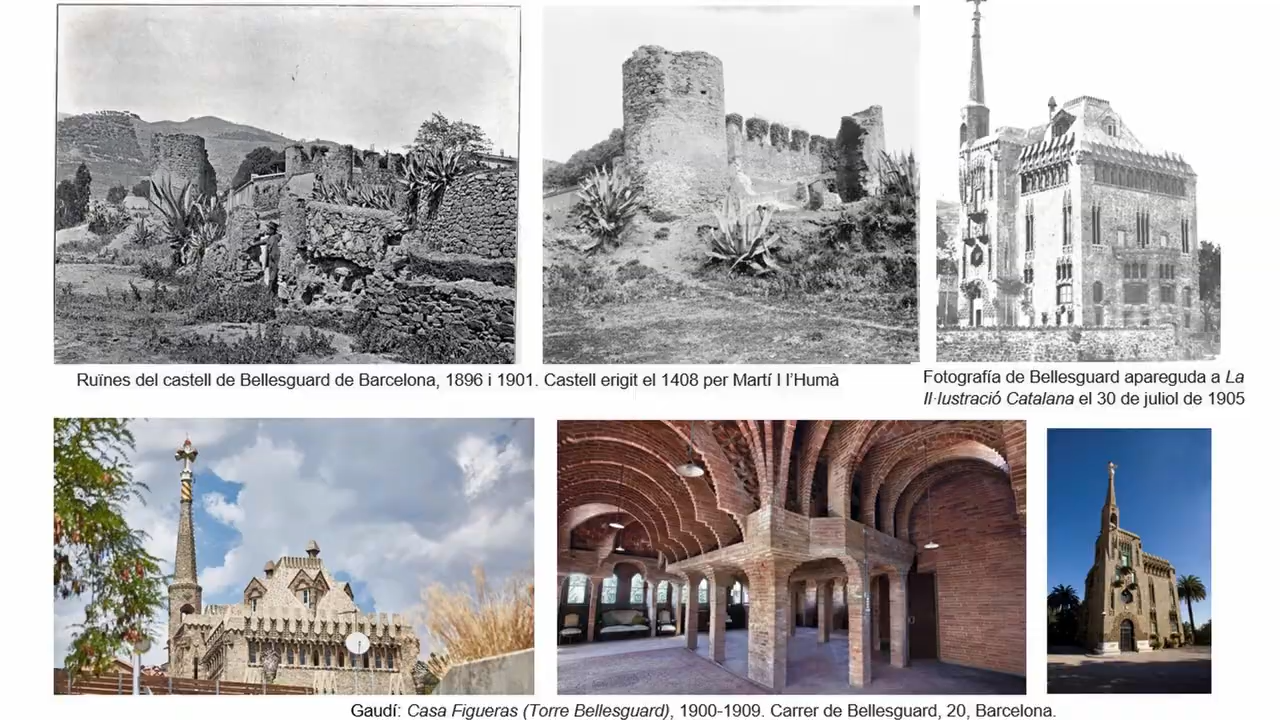 Ruïnes del castell de Bellesguard de Barcelona, 1896 i 1901. Castell erigit el 1408 per Martí I l’Humà
Fotografía de Bellesguard apareguda a La
Il·lustració Catalana el 30 de juliol de 1905
Gaudí: Casa Figueras (Torre Bellesguard), 1900-1909. Carrer de Bellesguard, 20, Barcelona.